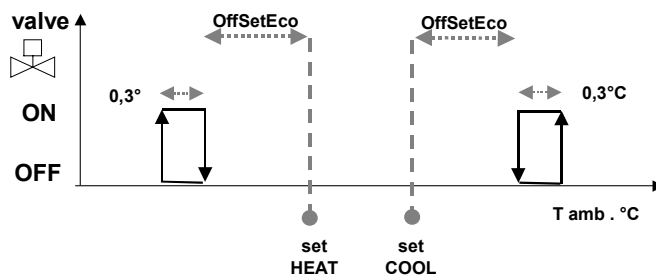 valve
OffSetEco
OffSetEco
0,3°
0,3°C
ON
OFF
T amb . °C
set
HEAT
set
COOL